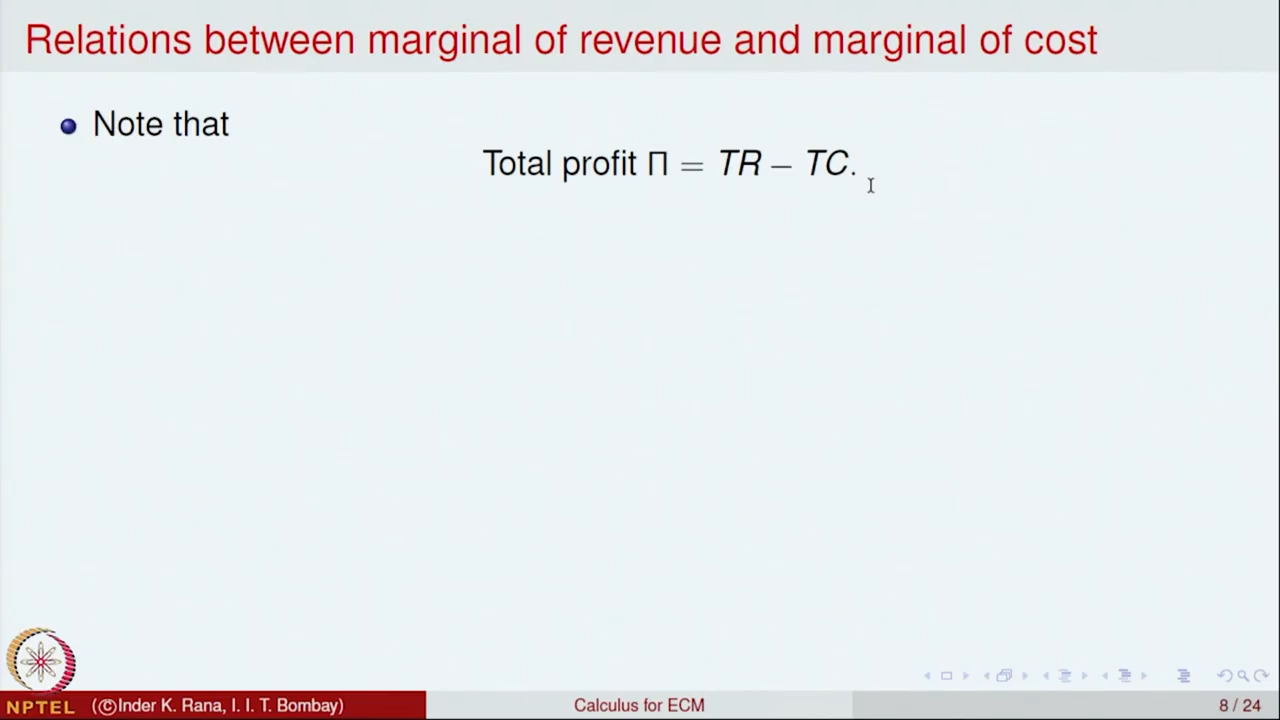 Relations between marginal of revenue and marginal of cost
Note that
Total profit Π = TR − TC.
NPTEL (©Inder K. Rana, I. I. T. Bombay) Calculus for ECM 8 / 24